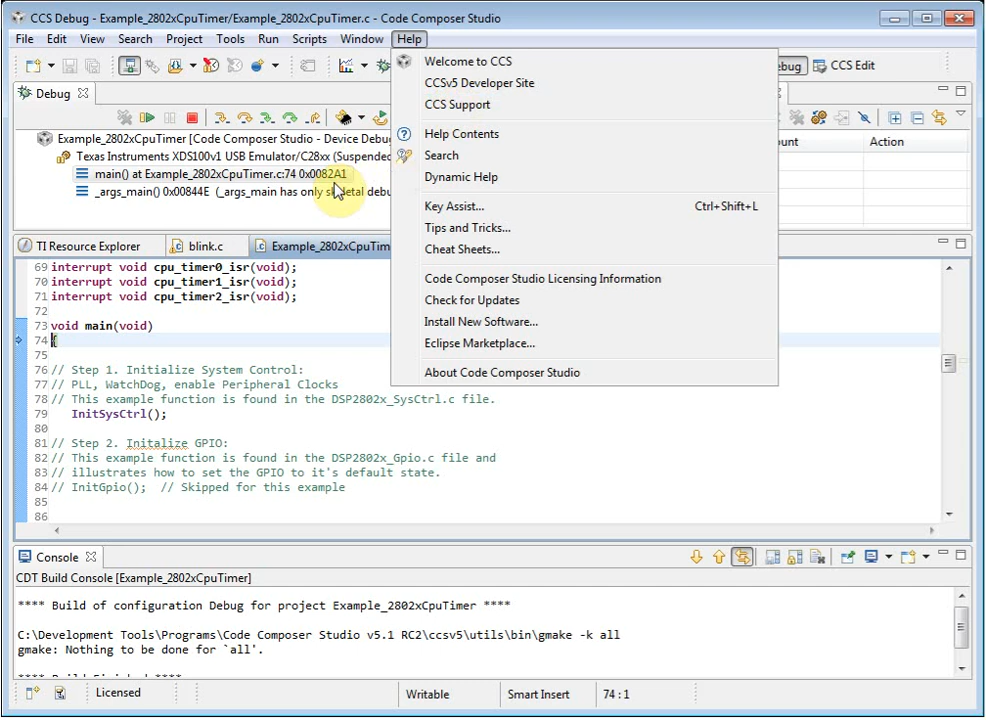 CCS Debug - Example_2802xCpuTimer/Example_2802xCpuTimer.c - Code Composer Studio
File Edit View Search Project Tools Run Scripts Window Help
Welcome to CCS
CCSv5 Developer Site
CCS Support
Help Contents
Search
Dynamic Help
Key Assist... Ctrl+Shift+L
Tips and Tricks...
Cheat Sheets...
Code Composer Studio Licensing Information
Check for Updates
Install New Software...
Eclipse Marketplace...
About Code Composer Studio
CCS Edit
Action
Debug
Example_2802xCpuTimer [Code Composer Studio - Device Debu
Texas Instruments XDS100v1 USB Emulator/C28xx (Suspended
main() at Example_2802xCpuTimer.c:74 0x0082A1
_args_main() 0x00844E (_args_main has only skeletal debu
TI Resource Explorer blink.c Example_2802xCpuTim
69 interrupt void cpu_timer0_isr(void);
70 interrupt void cpu_timer1_isr(void);
71 interrupt void cpu_timer2_isr(void);
72
73 void main(void)
74 {
75
76 // Step 1. Initialize System Control:
77 // PLL, WatchDog, enable Peripheral Clocks
78 // This example function is found in the DSP2802x_SysCtrl.c file.
79 InitSysCtrl();
80
81 // Step 2. Initalize GPIO:
82 // This example function is found in the DSP2802x_Gpio.c file and
83 // illustrates how to set the GPIO to it's default state.
84 // InitGpio(); // Skipped for this example
85
86
Console
CDT Build Console [Example_2802xCpuTimer]
**** Build of configuration Debug for project Example_2802xCpuTimer ****
C:\Development Tools\Programs\Code Composer Studio v5.1 RC2\ccsv5\utils\bin\gmake -k all
gmake: Nothing to be done for `all'.
Licensed Writable Smart Insert 74 : 1